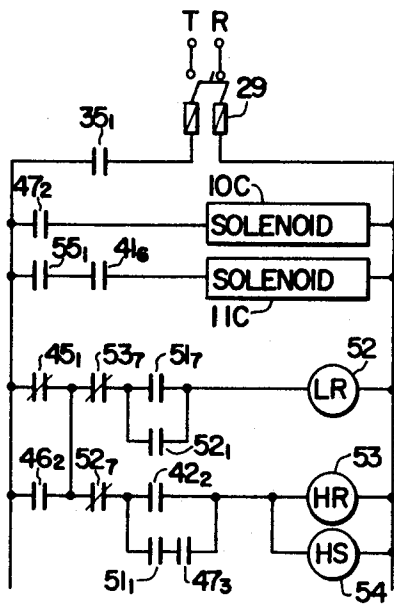 T R
29
35₁
47₂
10C
SOLENOID
55₁ 41₆
SOLENOID
11C
45₁ 53₇ 51₇ 52
LR
52₁
46₂ 52₇ 42₂ 53
HR
51₁ 47₃
HS
54